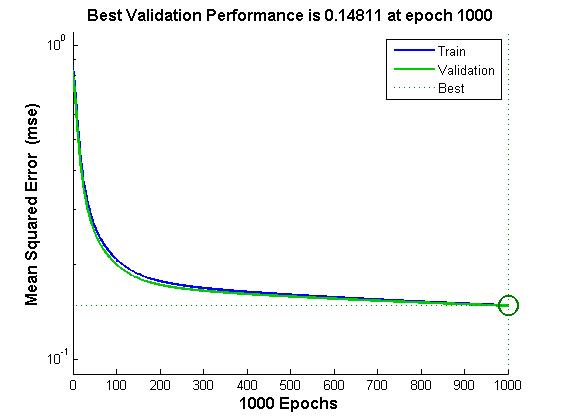 Best Validation Performance is 0.14811 at epoch 1000
10^0
Train
Validation
Best
Mean Squared Error (mse)
10^-1
0 100 200 300 400 500 600 700 800 900 1000
1000 Epochs